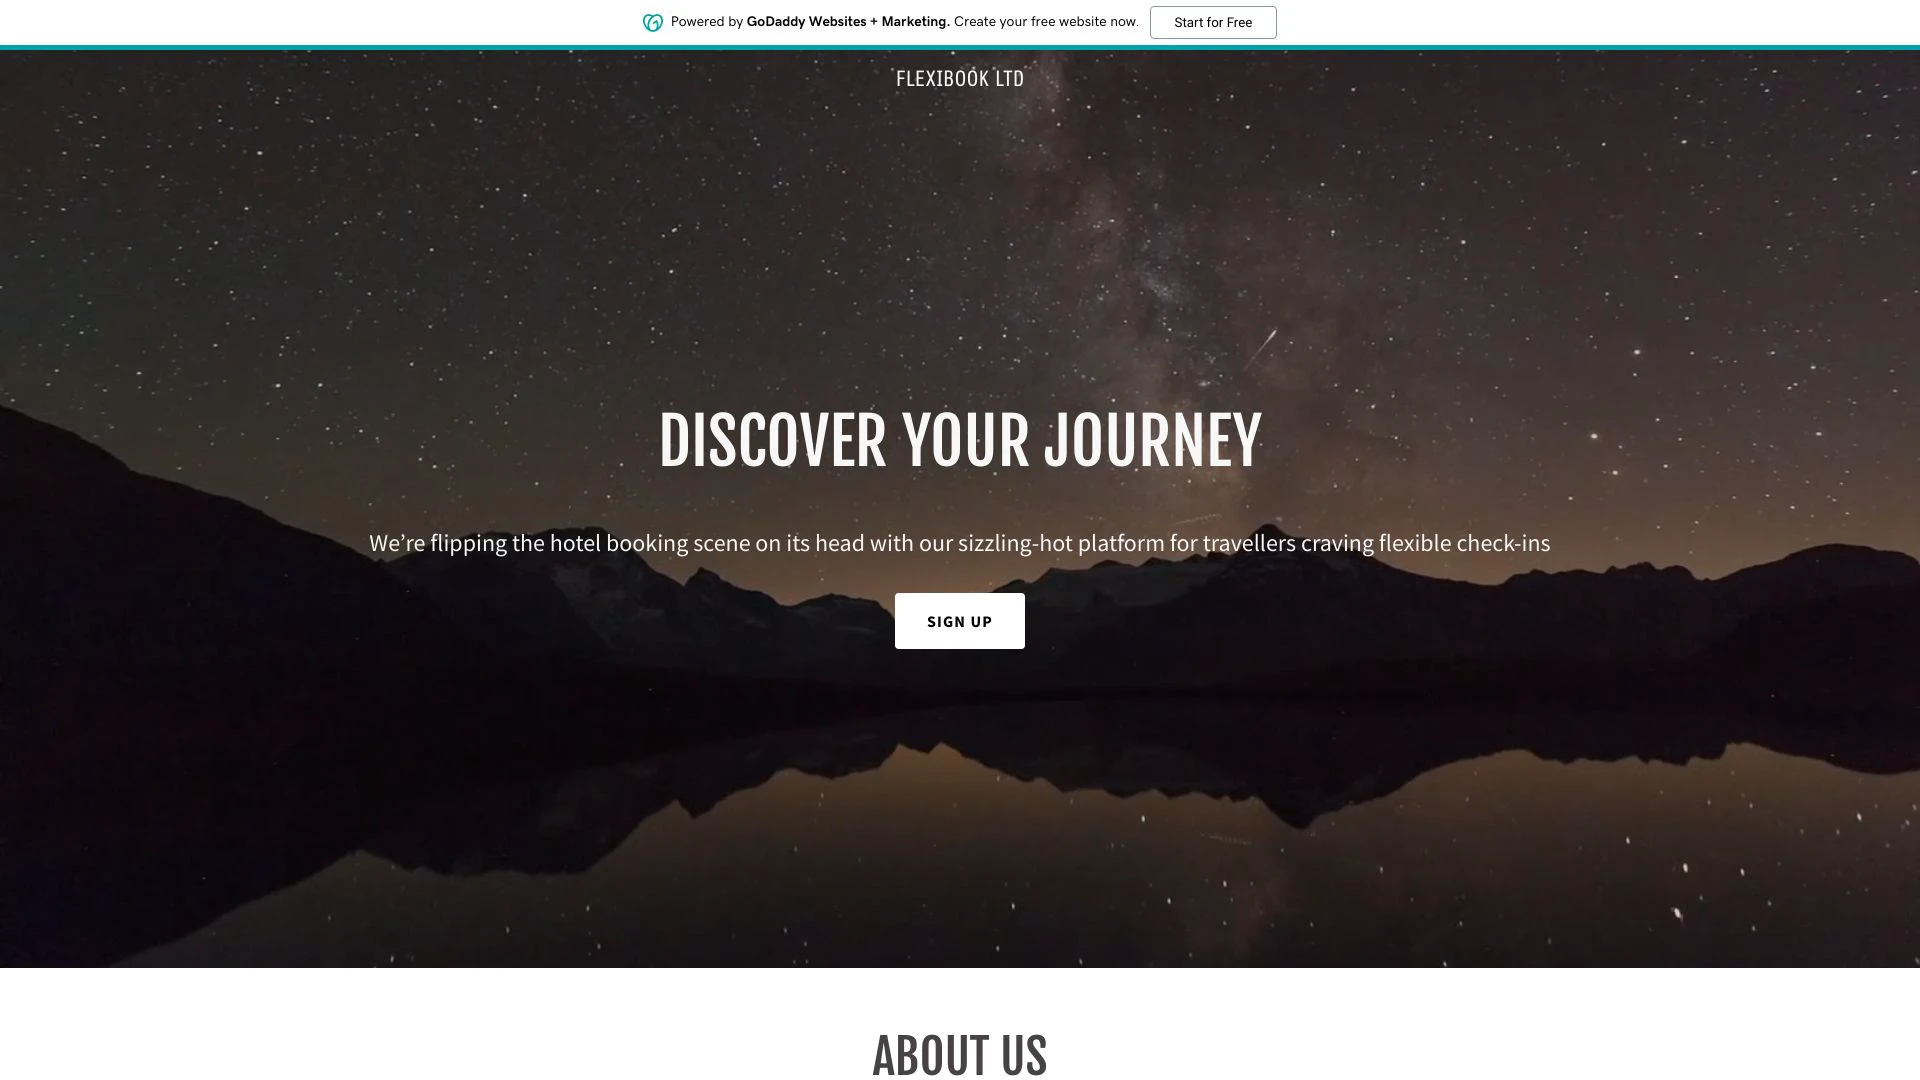 Powered by GoDaddy Websites + Marketing. Create your free website now. Start for Free
FLEXIBOOK LTD
DISCOVER YOUR JOURNEY
We’re flipping the hotel booking scene on its head with our sizzling-hot platform for travellers craving flexible check-ins
SIGN UP
ABOUT US